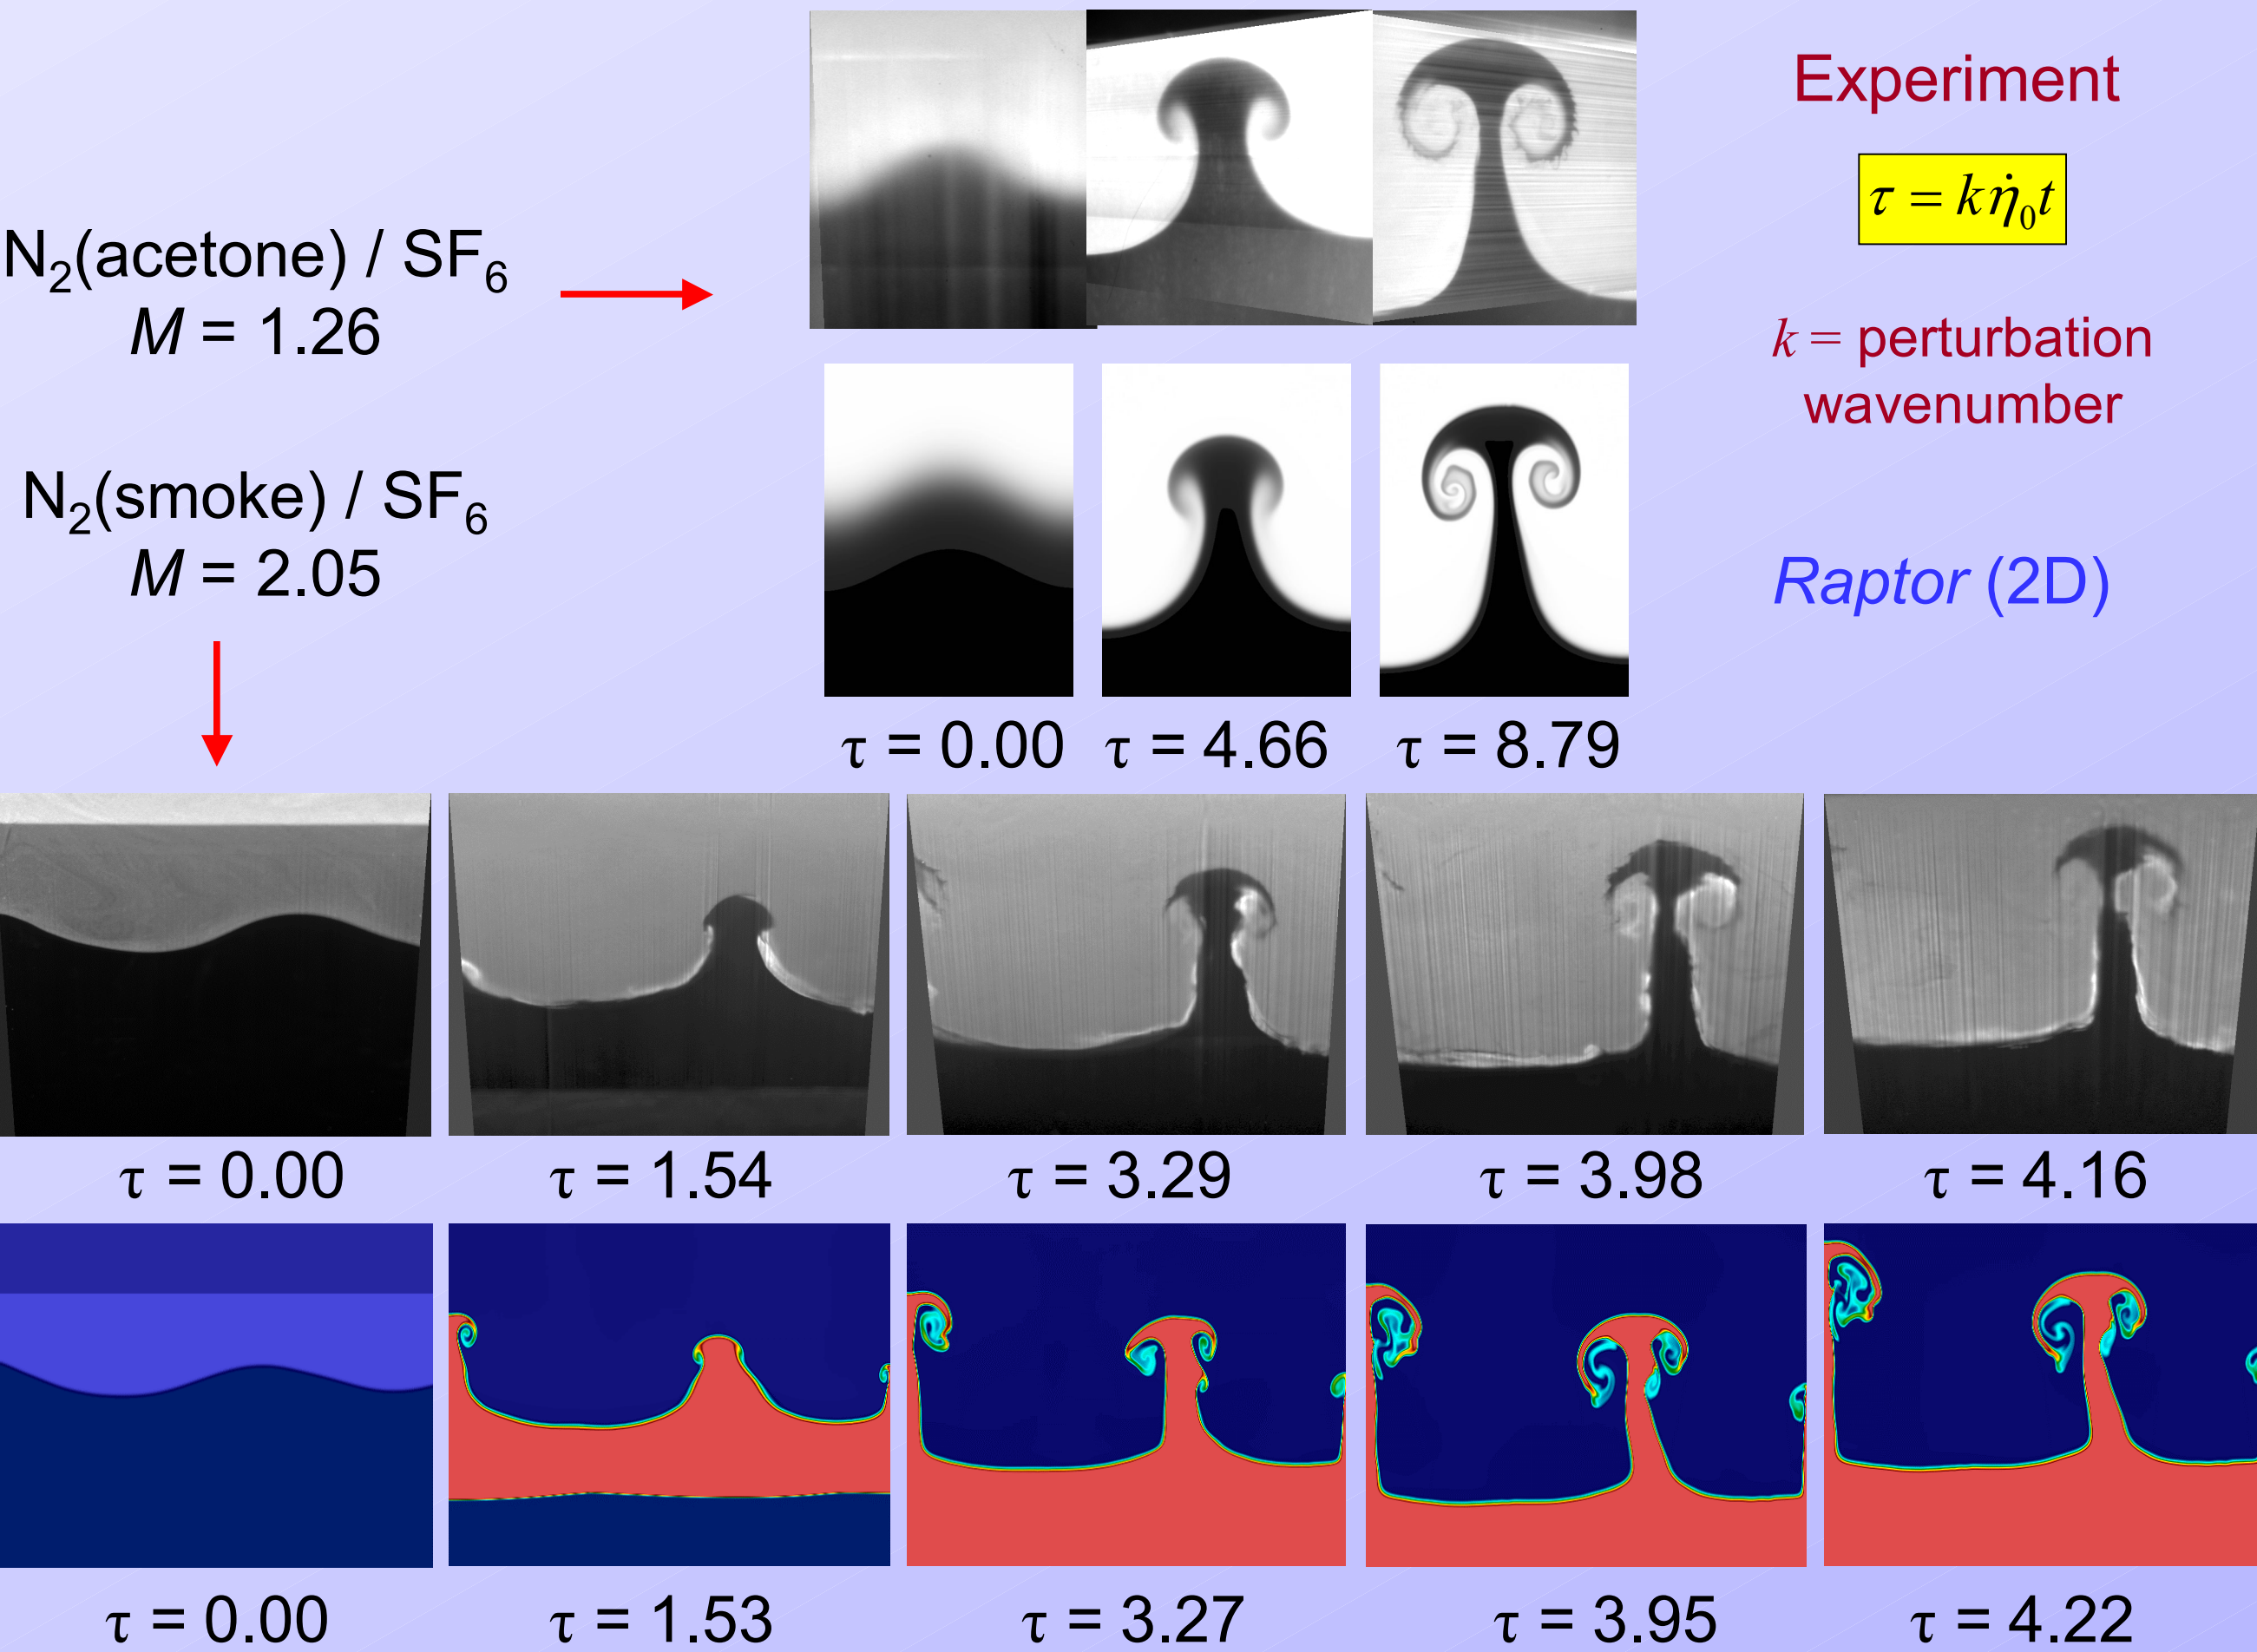 Experiment
τ = kη̇₀t
N₂(acetone) / SF₆
M = 1.26
k = perturbation
wavenumber
N₂(smoke) / SF₆
M = 2.05
Raptor (2D)
τ = 0.00 τ = 4.66 τ = 8.79
τ = 0.00 τ = 1.54 τ = 3.29 τ = 3.98 τ = 4.16
τ = 0.00 τ = 1.53 τ = 3.27 τ = 3.95 τ = 4.22